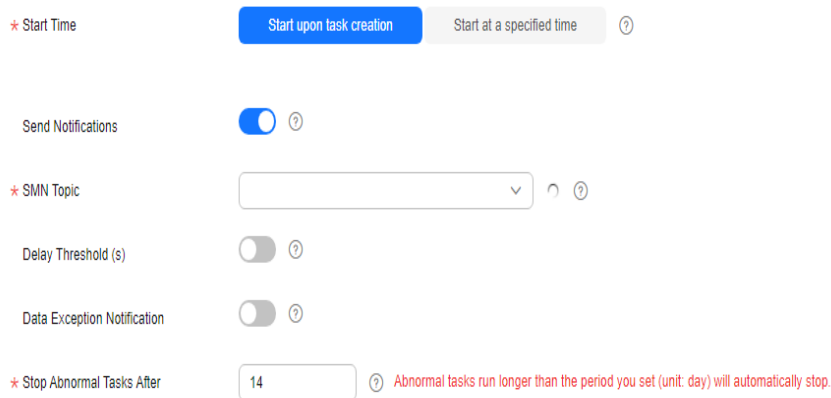 * Start Time Start upon task creation Start at a specified time ?
Send Notifications ?
* SMN Topic ?
Delay Threshold (s) ?
Data Exception Notification ?
* Stop Abnormal Tasks After 14 ? Abnormal tasks run longer than the period you set (unit: day) will automatically stop.